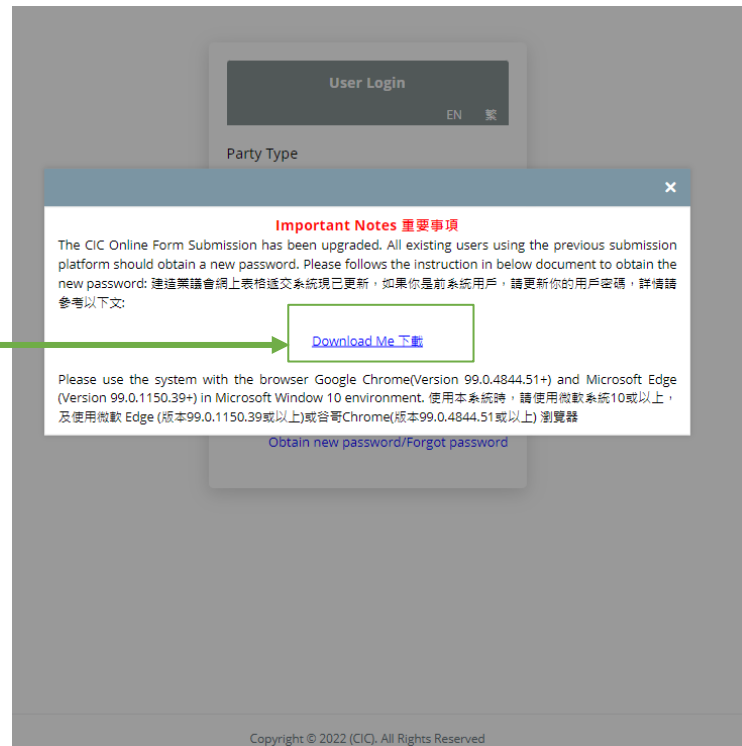 User Login
EN 繁
Party Type
×
Important Notes 重要事項
The CIC Online Form Submission has been upgraded. All existing users using the previous submission
platform should obtain a new password. Please follows the instruction in below document to obtain the
new password: 建造業議會網上表格遞交系統現已更新，如果你是前系統用戶，請更新你的用戶密碼，詳情請
參考以下文:
Download Me 下載
Please use the system with the browser Google Chrome(Version 99.0.4844.51+) and Microsoft Edge
(Version 99.0.1150.39+) in Microsoft Window 10 environment. 使用本系統時，請使用微軟系統10或以上，
及使用微軟 Edge (版本99.0.1150.39或以上)或谷哥Chrome(版本99.0.4844.51或以上) 瀏覽器
Obtain new password/Forgot password
Copyright © 2022 (CIC). All Rights Reserved